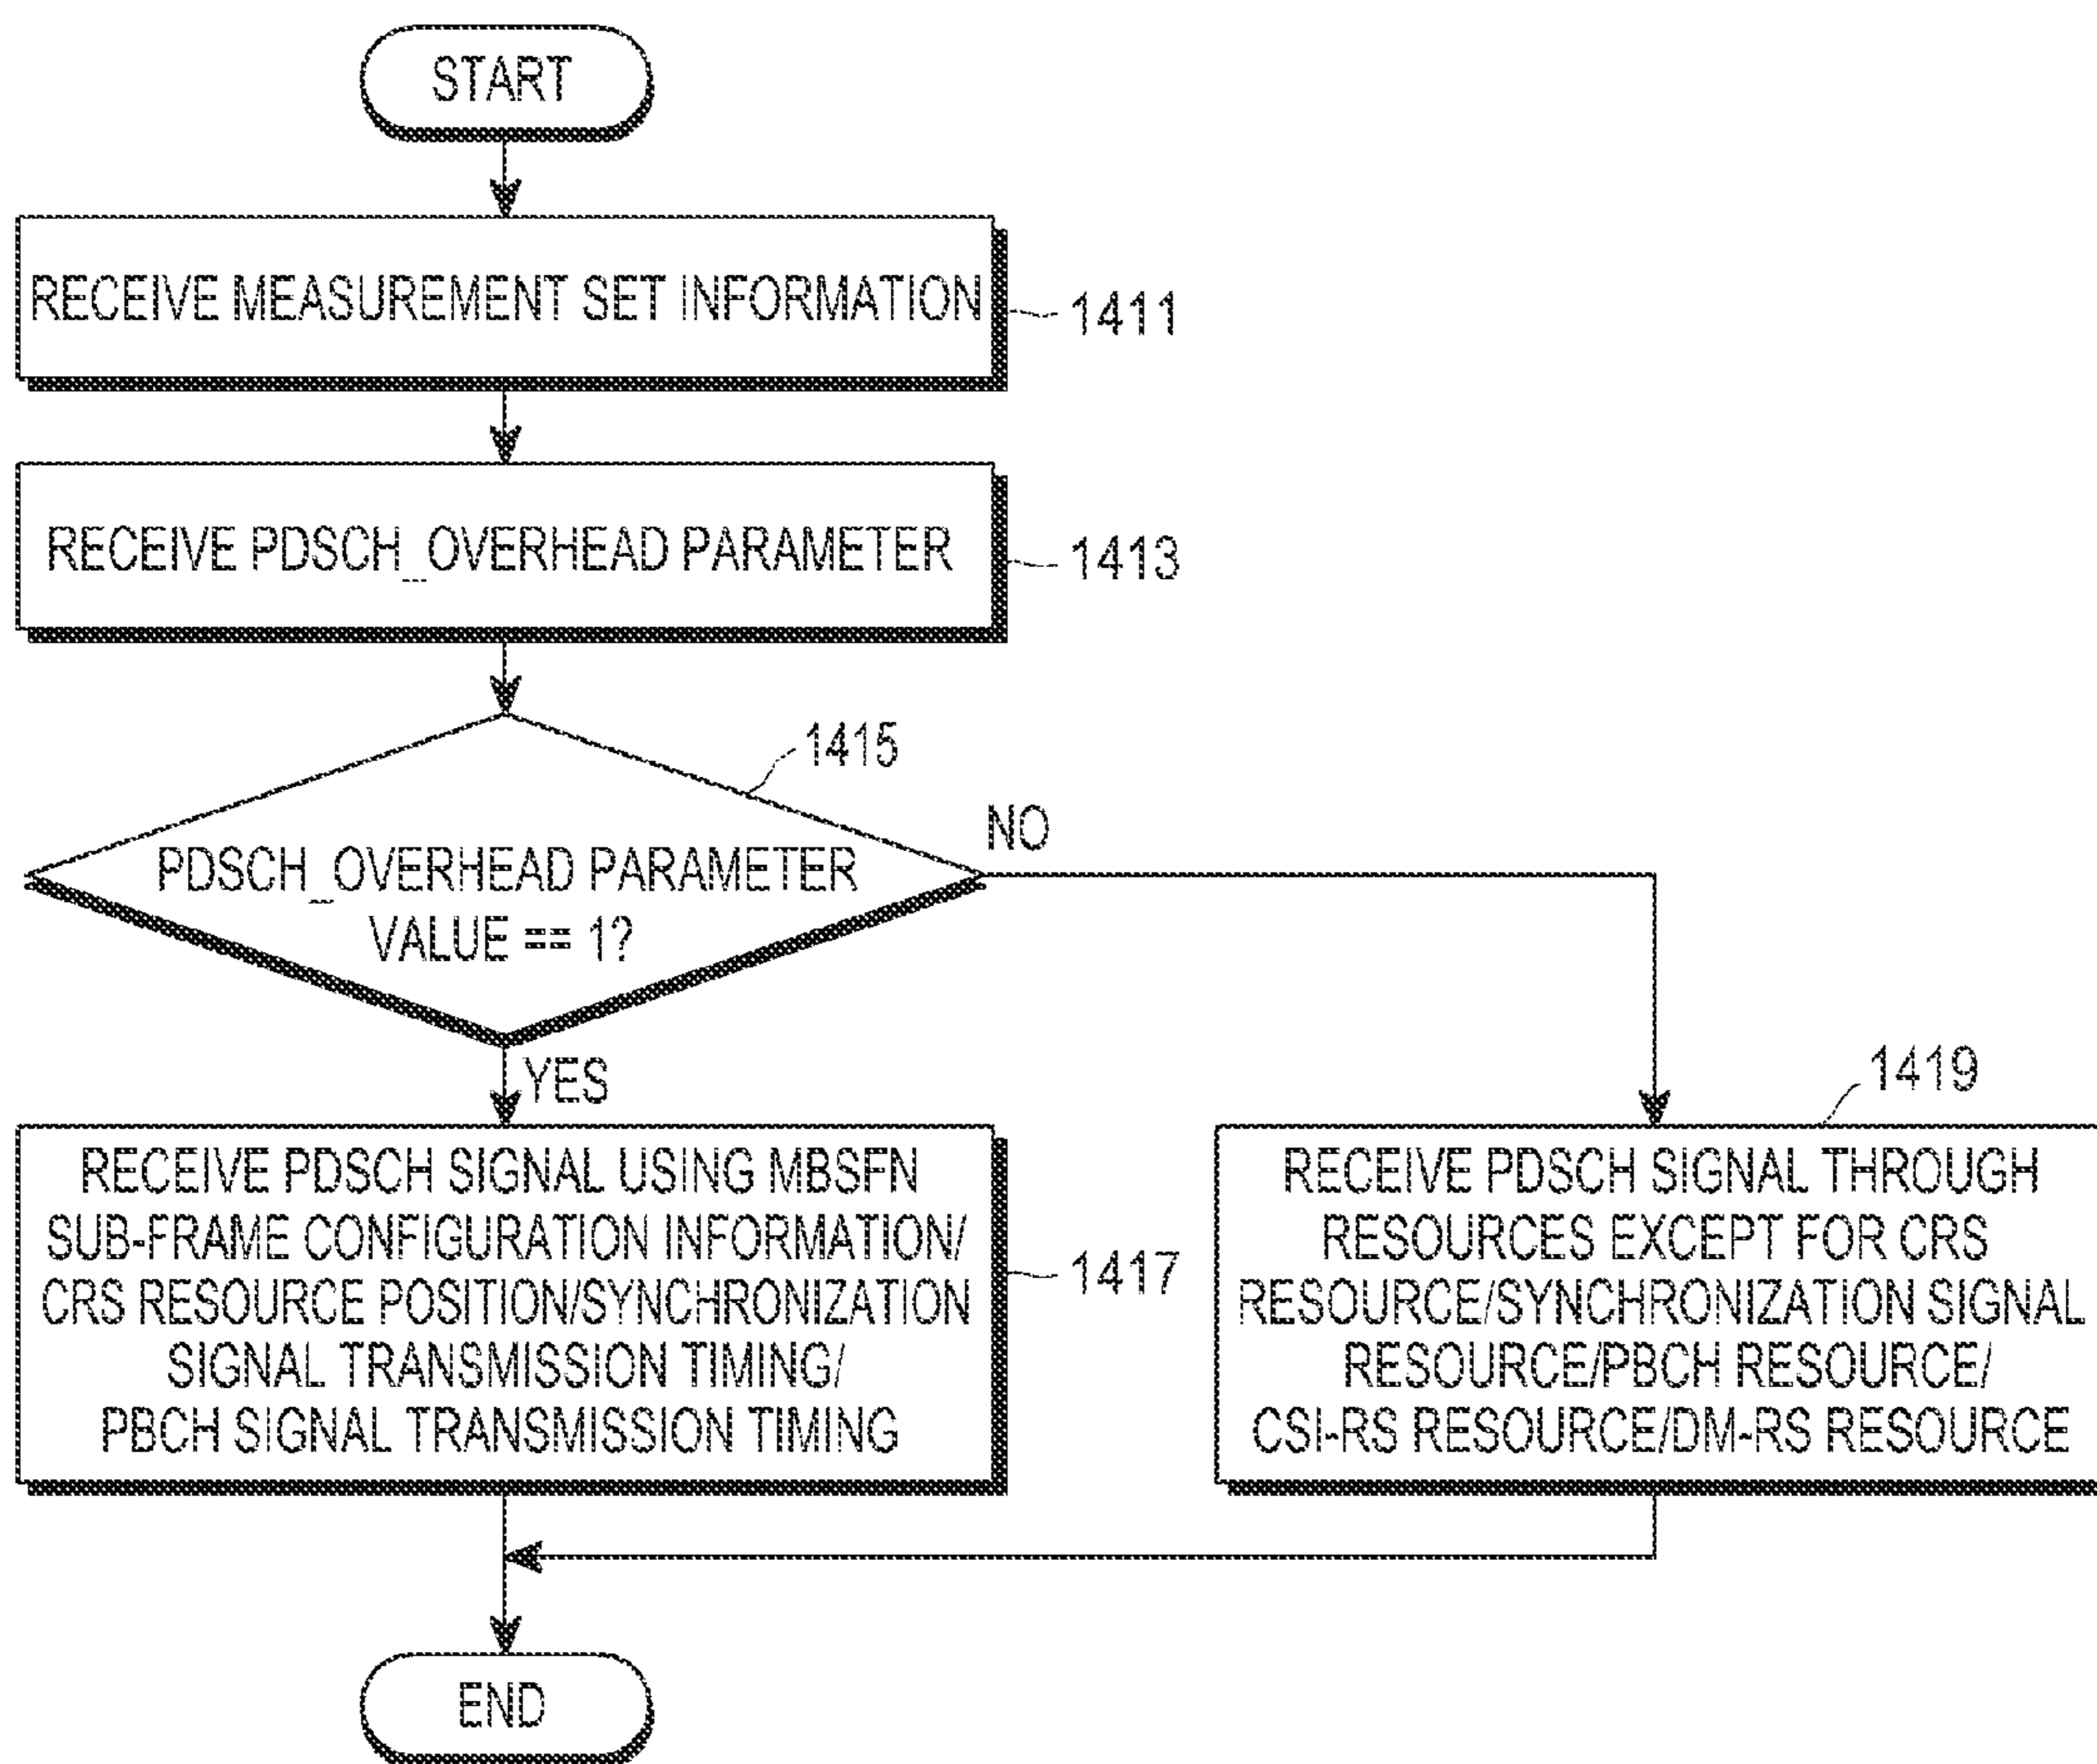 START
RECEIVE MEASUREMENT SET INFORMATION
1411
RECEIVE PDSCH_OVERHEAD PARAMETER
1413
1415
PDSCH_OVERHEAD PARAMETER
VALUE == 1?
NO
YES
RECEIVE PDSCH SIGNAL USING MBSFN
SUB-FRAME CONFIGURATION INFORMATION/
CRS RESOURCE POSITION/SYNCHRONIZATION
SIGNAL TRANSMISSION TIMING/
PBCH SIGNAL TRANSMISSION TIMING
1417
1419
RECEIVE PDSCH SIGNAL THROUGH
RESOURCES EXCEPT FOR CRS
RESOURCE/SYNCHRONIZATION SIGNAL
RESOURCE/PBCH RESOURCE/
CSI-RS RESOURCE/DM-RS RESOURCE
END